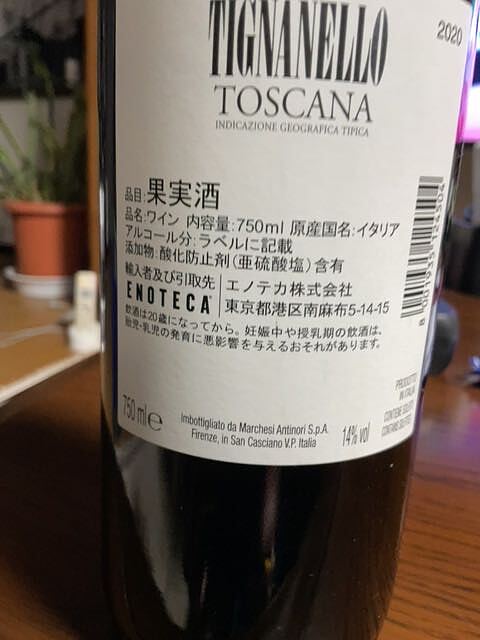 TIGNANELLO
2020
TOSCANA
INDICAZIONE GEOGRAFICA TIPICA
品目:果実酒
品名:ワイン 内容量:750ml 原産国名:イタリア
アルコール分:ラベルに記載
添加物:酸化防止剤(亜硫酸塩)含有
輸入者及び引取先
ENOTECA
エノテカ株式会社
東京都港区南麻布5-14-15
飲酒は20歳になってから。妊娠中や授乳期の飲酒は、
胎児・乳児の発育に悪影響を与えるおそれがあります。
750 ml e
Imbottigliato da Marchesi Antinori S.p.A.
Firenze, in San Casciano V.P. Italia
14% vol
PRODOTTO
IN ITALIA